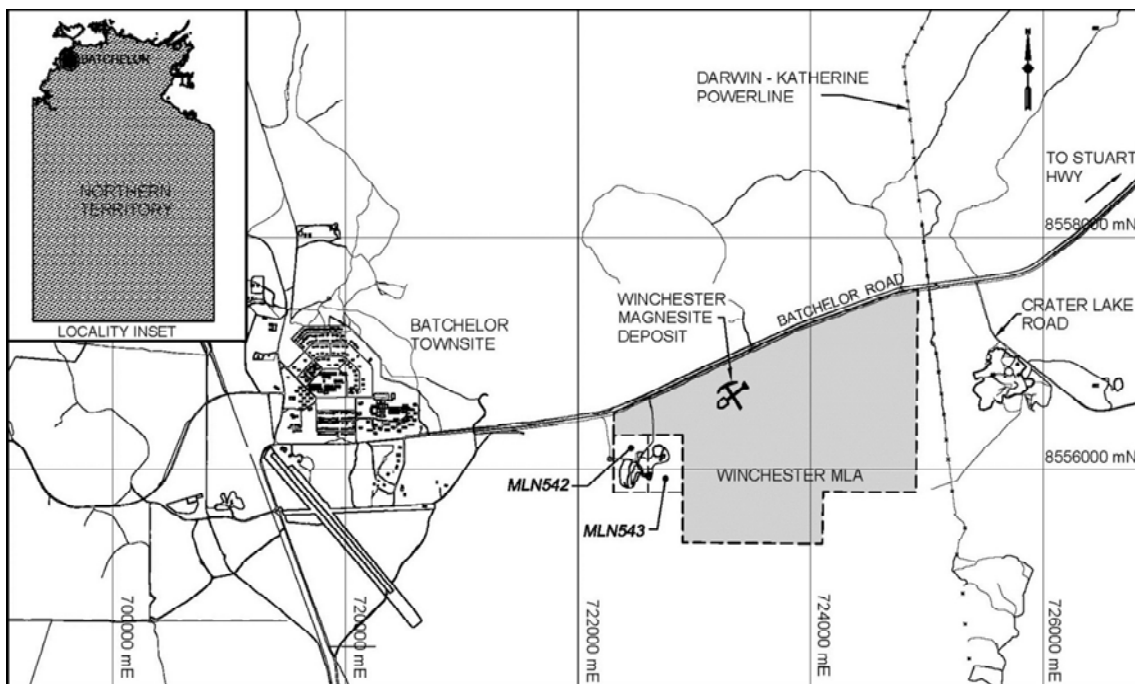 BATCHELOR
NORTHERN
TERRITORY
LOCALITY INSET
DARWIN - KATHERINE
POWERLINE
TO STUART
HWY
8558000 mN
BATCHELOR
TOWNSITE
WINCHESTER
MAGNESITE
DEPOSIT
BATCHELOR ROAD
CRATER LAKE
ROAD
8556000 mN
MLN542
WINCHESTER MLA
MLN543
700000 mE
720000 mE
722000 mE
724000 mE
726000 mE